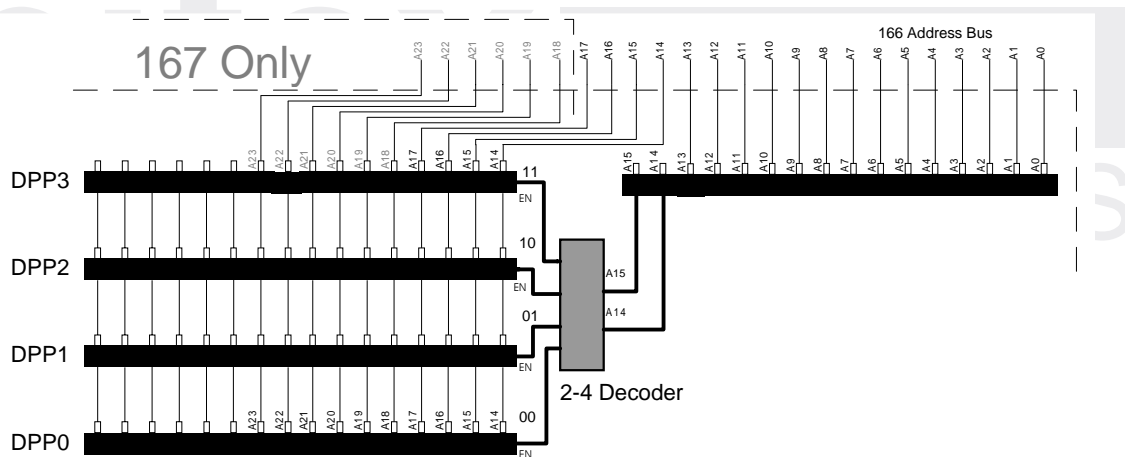 166 Address Bus
167 Only
A23 A22 A21 A20 A19 A18 A17 A16 A15 A14 A13 A12 A11 A10 A9 A8 A7 A6 A5 A4 A3 A2 A1 A0
A23 A22 A21 A20 A19 A18 A17 A16 A15 A14
A15 A14 A13 A12 A11 A10 A9 A8 A7 A6 A5 A4 A3 A2 A1 A0
11
DPP3
EN
10
DPP2
A15
EN
A14
01
DPP1
EN
2-4 Decoder
A23 A22 A21 A20 A19 A18 A17 A16 A15 A14
00
DPP0
EN